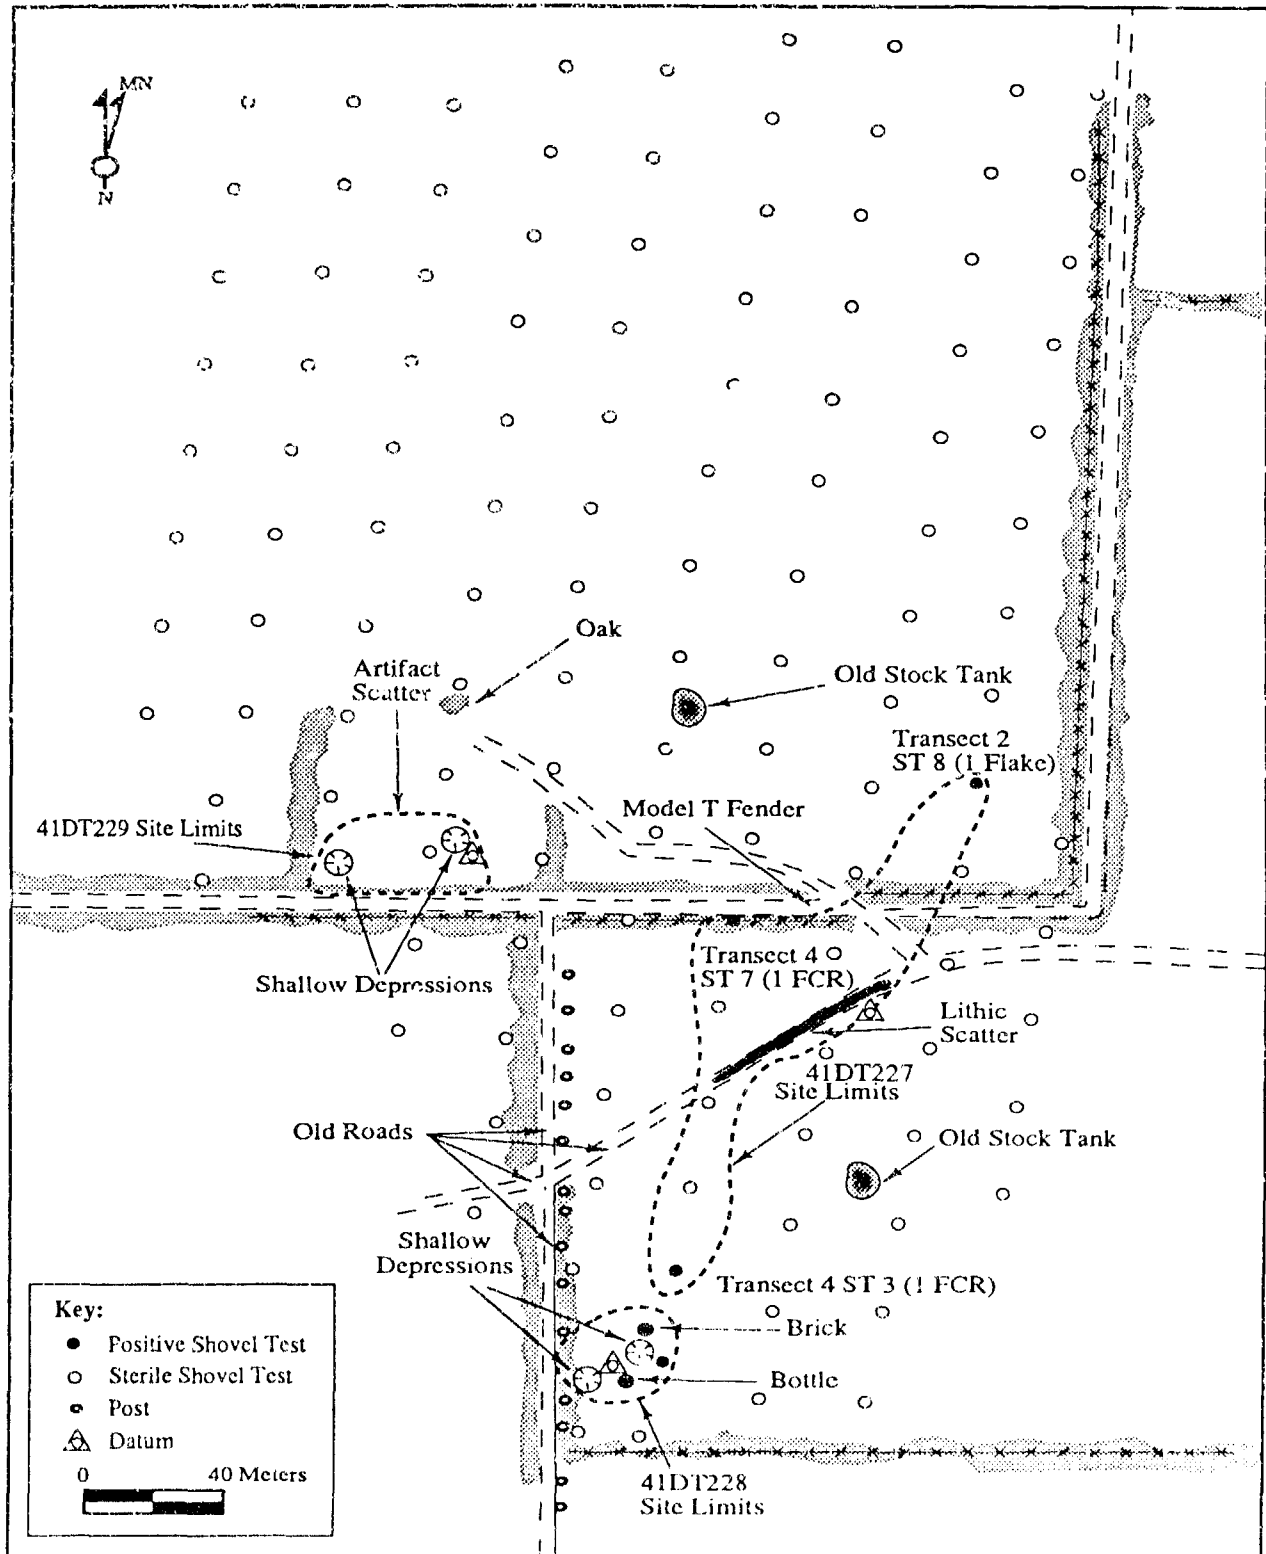 MN
N
Oak
Artifact
Scatter
Old Stock Tank
Transect 2
ST 8 (1 Flake)
Model T Fender
41DT229 Site Limits
Transect 4
ST 7 (1 FCR)
Shallow Depressions
Lithic
Scatter
41DT227
Site Limits
Old Roads
Old Stock Tank
Shallow
Depressions
Transect 4 ST 3 (1 FCR)
Brick
Bottle
41DT228
Site Limits
Key:
Positive Shovel Test
Sterile Shovel Test
Post
Datum
0 40 Meters